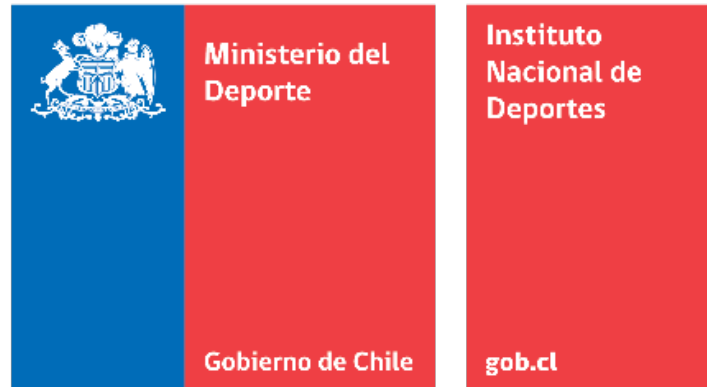 Ministerio del
Deporte
Gobierno de Chile
Instituto
Nacional de
Deportes
gob.cl